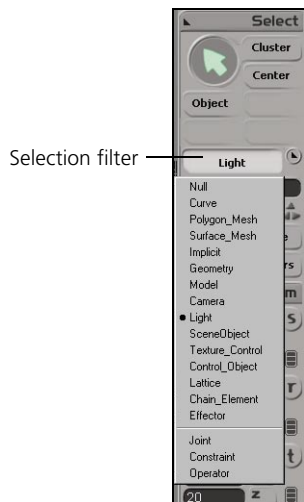 Select
Cluster
Center
Object
Selection filter
Light
Null
Curve
Polygon_Mesh
Surface_Mesh
Implicit
Geometry
Model
Camera
Light
SceneObject
Texture_Control
Control_Object
Lattice
Chain_Element
Effector
Joint
Constraint
Operator
e
rs
m
s
r
t
20
z